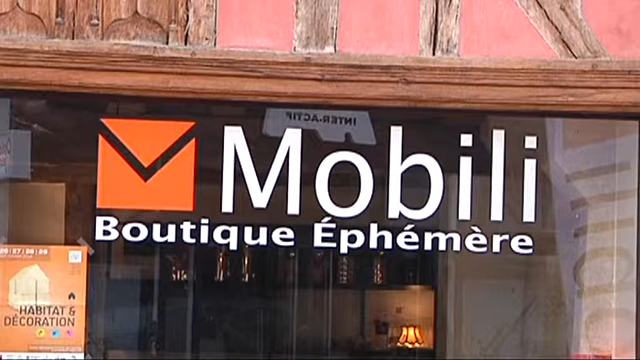 INTER-ACTIF
Mobili
Boutique Éphémère
HABITAT &
DÉCORATION